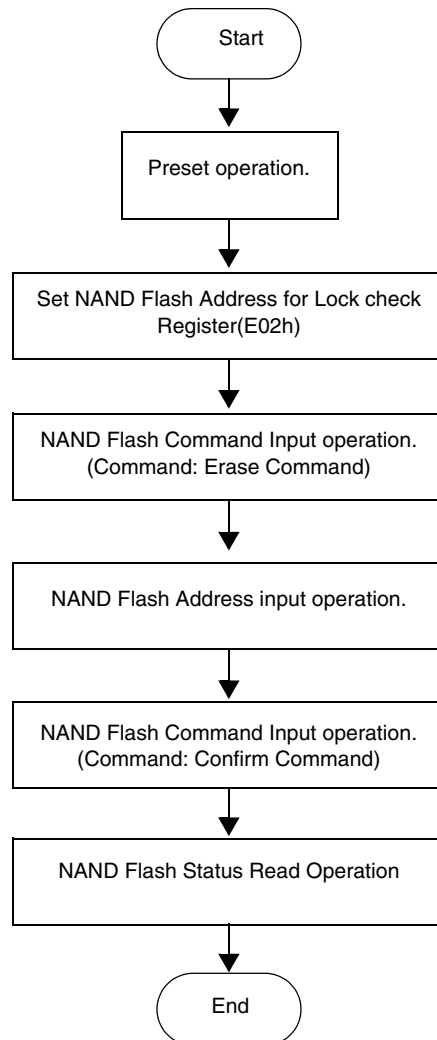 Start
Preset operation.
Set NAND Flash Address for Lock check
Register(E02h)
NAND Flash Command Input operation.
(Command: Erase Command)
NAND Flash Address input operation.
NAND Flash Command Input operation.
(Command: Confirm Command)
NAND Flash Status Read Operation
End